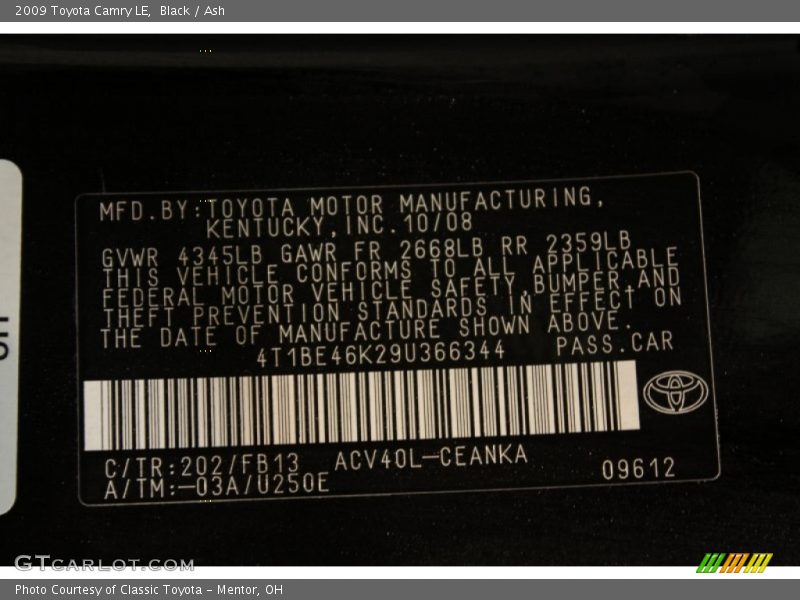 2009 Toyota Camry LE, Black / Ash
MFD.BY:TOYOTA MOTOR MANUFACTURING,
KENTUCKY,INC.10/08
GVWR 4345LB GAWR FR 2668LB RR 2359LB
THIS VEHICLE CONFORMS TO ALL APPLICABLE
FEDERAL MOTOR VEHICLE SAFETY,BUMPER,AND
THEFT PREVENTION STANDARDS IN EFFECT ON
THE DATE OF MANUFACTURE SHOWN ABOVE.
4T1BE46K29U366344 PASS.CAR
C/TR:202/FB13 ACV40L-CEANKA
A/TM:-03A/U250E 09612
GTCARLOT.COM
Photo Courtesy of Classic Toyota - Mentor, OH